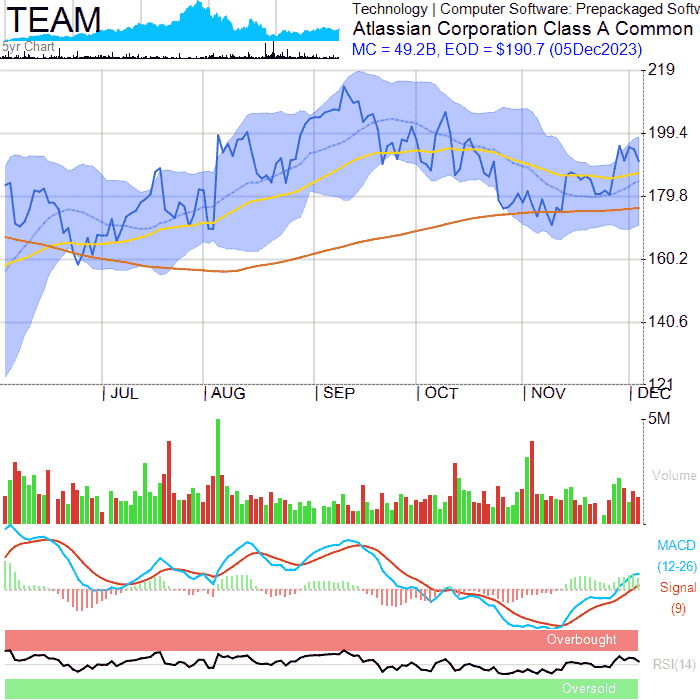 TEAM
5yr Chart
Technology | Computer Software: Prepackaged Softw
Atlassian Corporation Class A Common
MC = 49.2B, EOD = $190.7 (05Dec2023)
219
199.4
179.8
160.2
140.6
121
| JUL | AUG | SEP | OCT | NOV | DEC
5M
Volume
MACD
(12-26)
Signal
(9)
Overbought
RSI(14)
Oversold